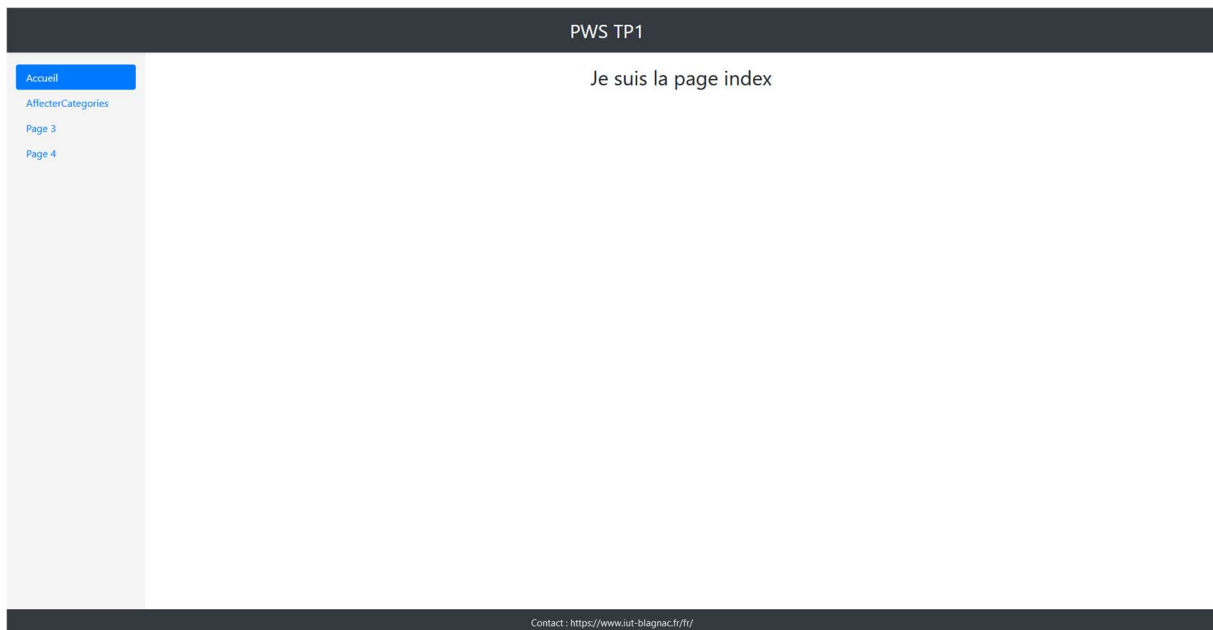 PWS TP1
Accueil
Je suis la page index
AffecterCategories
Page 3
Page 4
Contact : https://www.iut-blagnac.fr/fr/